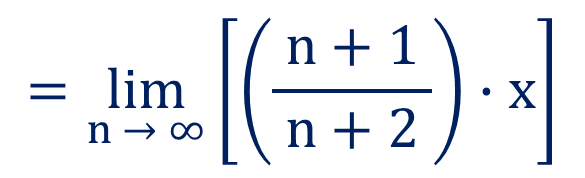 = lim n → ∞ [(n + 1 / n + 2) · x]